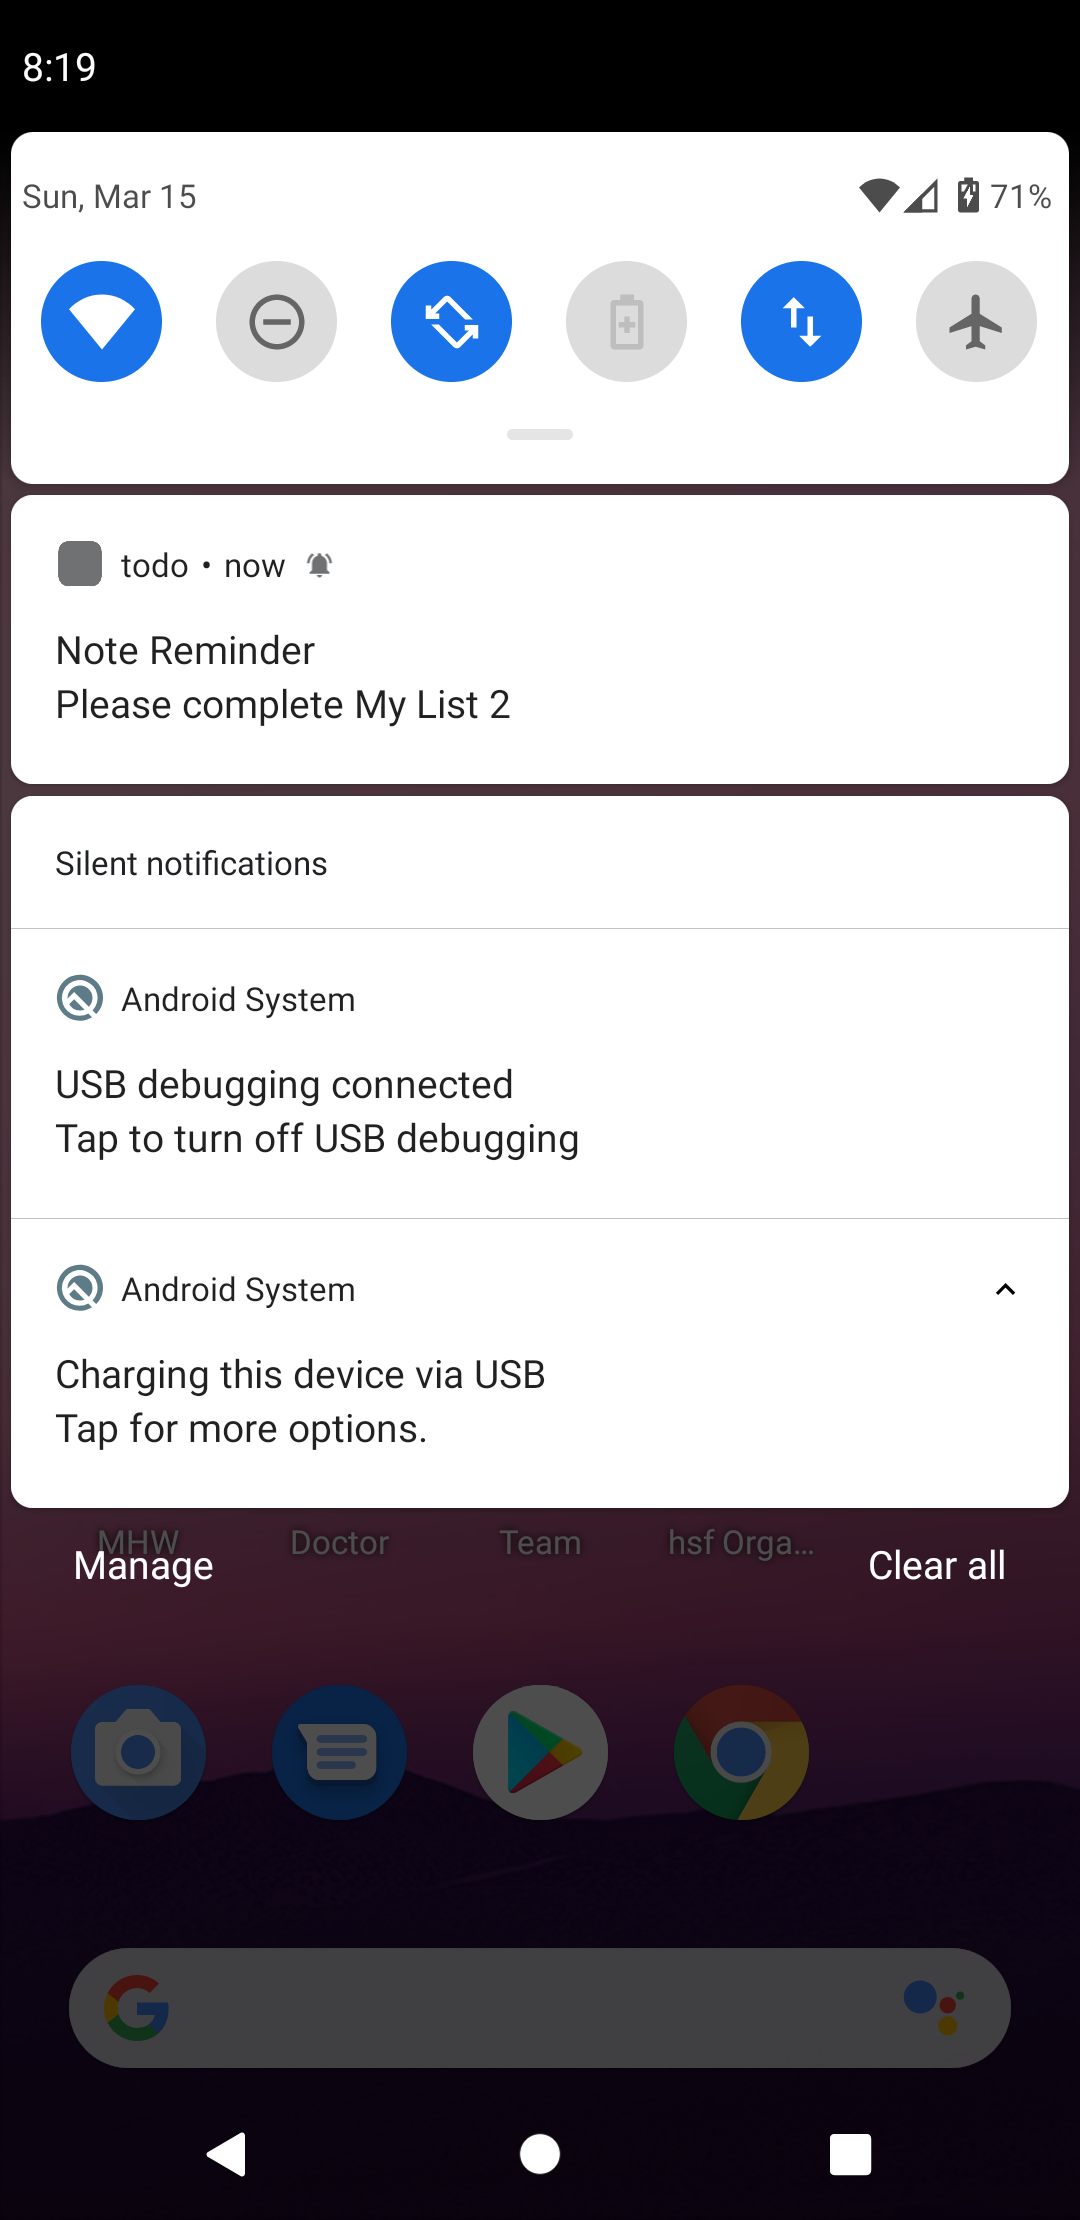 8:19
Sun, Mar 15
71%
todo • now
Note Reminder
Please complete My List 2
Silent notifications
Android System
USB debugging connected
Tap to turn off USB debugging
Android System
Charging this device via USB
Tap for more options.
MHW Doctor Team hsf Orga...
Manage Clear all